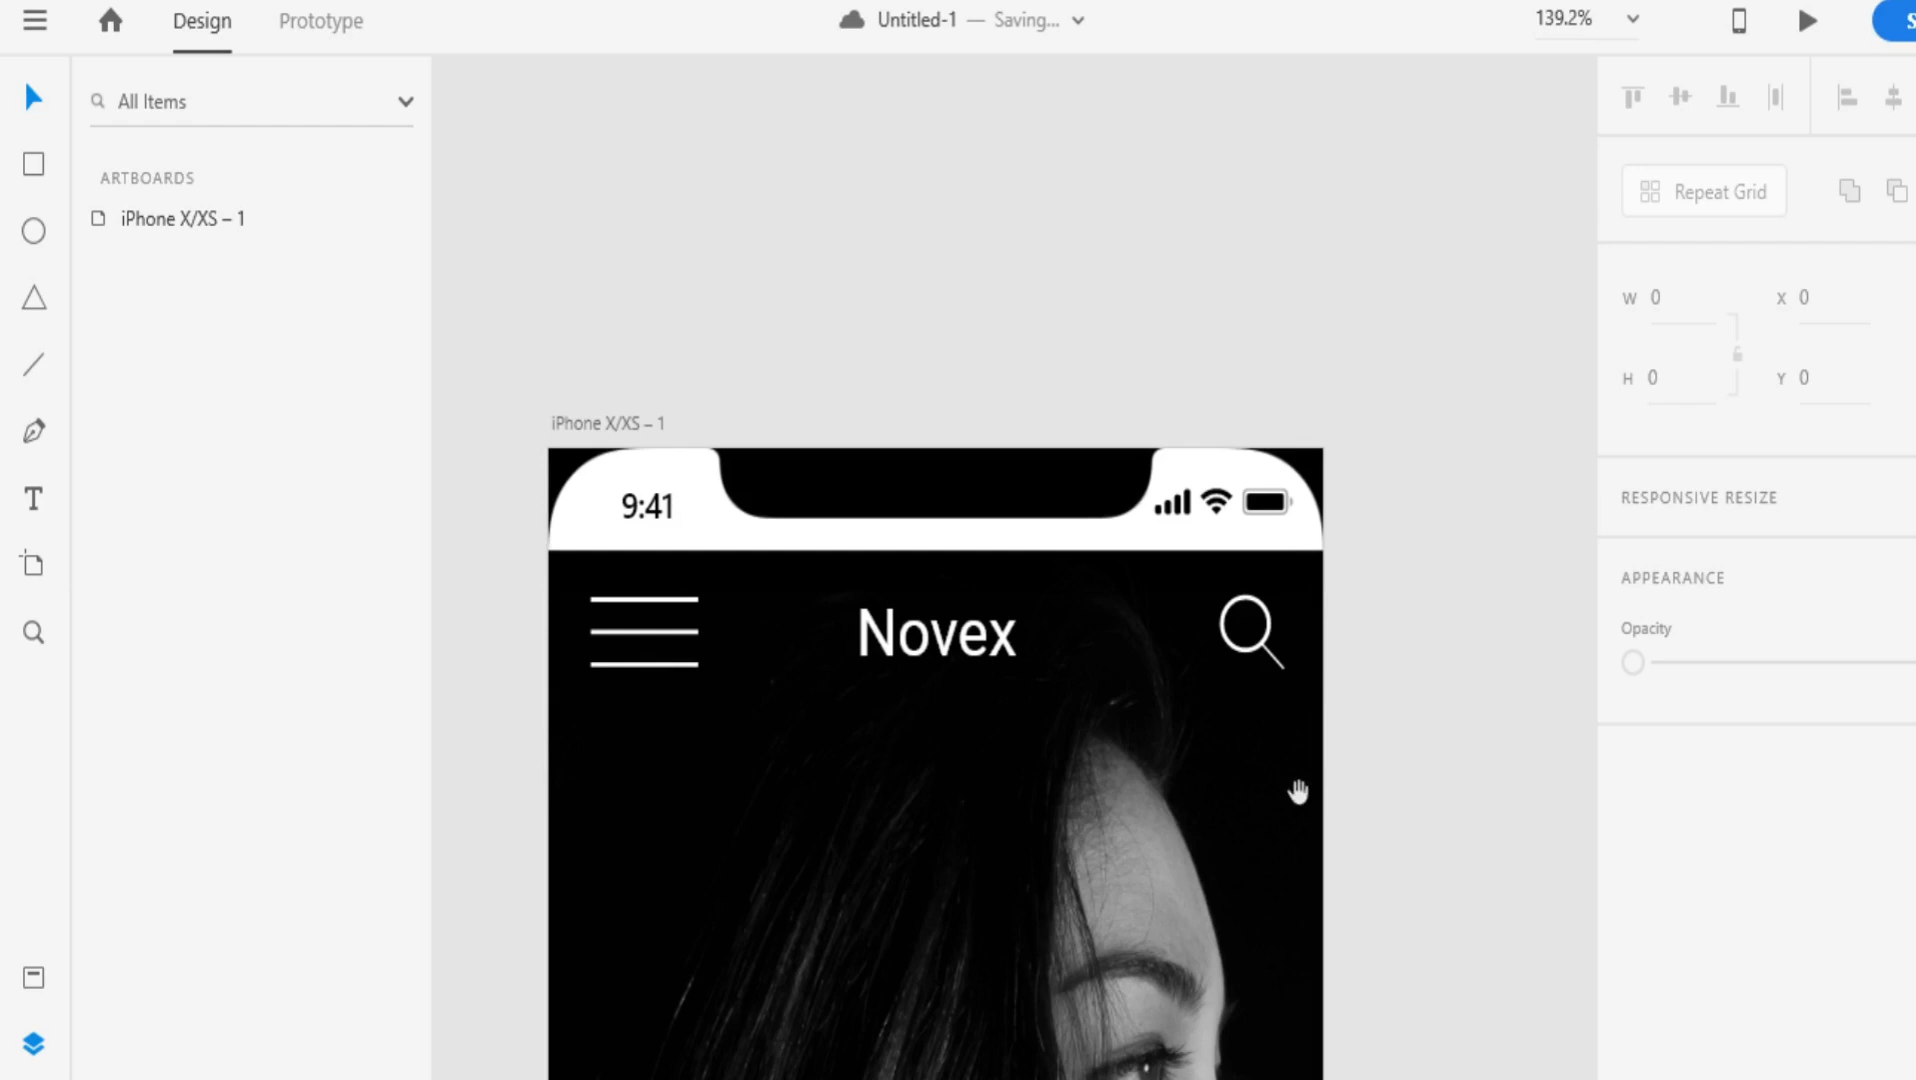 Design
Prototype
Untitled-1 — Saving...
139.2%
S
All Items
ARTBOARDS
iPhone X/XS – 1
Repeat Grid
W 0
X 0
H 0
Y 0
RESPONSIVE RESIZE
APPEARANCE
Opacity
iPhone X/XS – 1
9:41
Novex